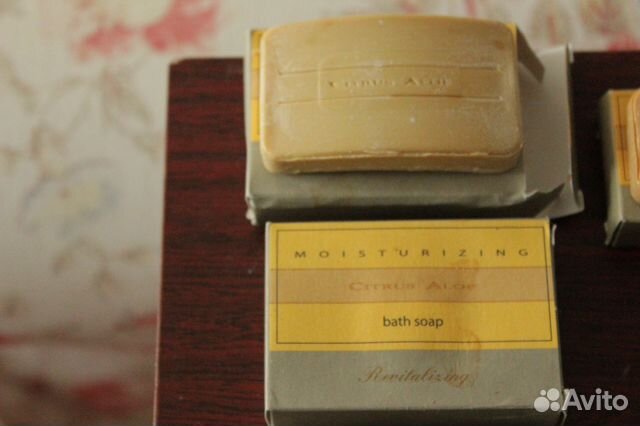 CITRUS ALOE
MOISTURIZING
CITRUS ALOE
bath soap
Revitalizing
Avito